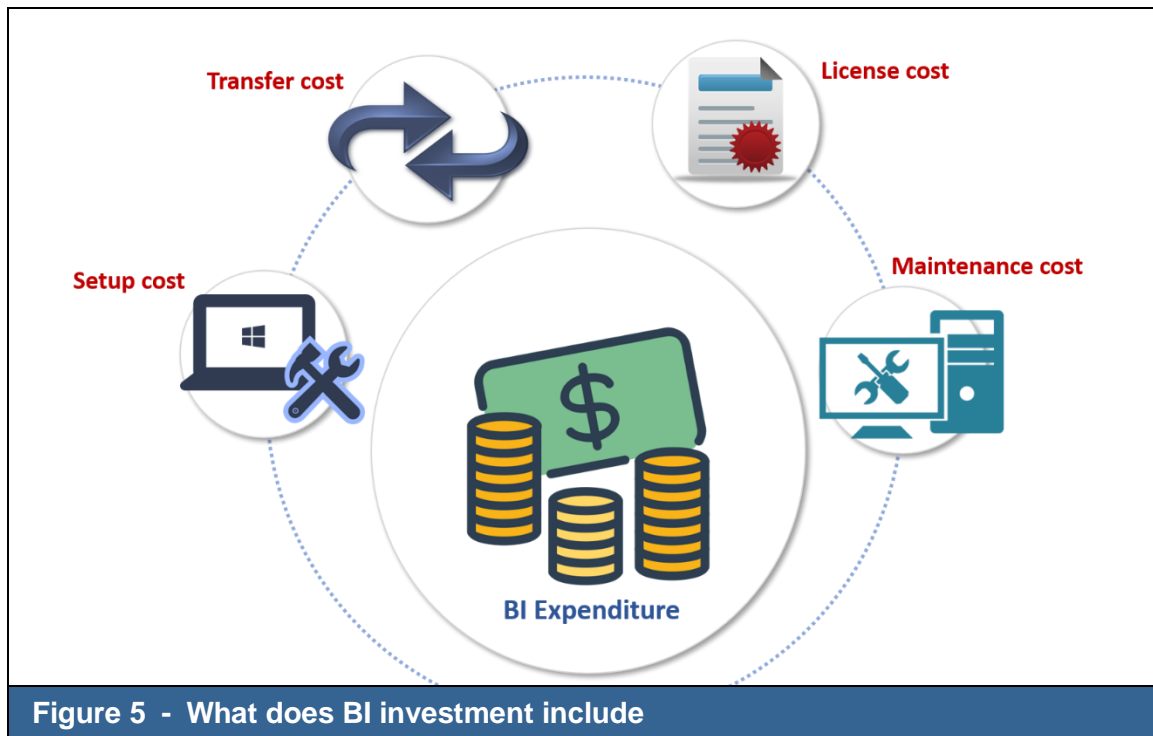 Transfer cost
License cost
Setup cost
Maintenance cost
$
BI Expenditure
Figure 5 - What does BI investment include